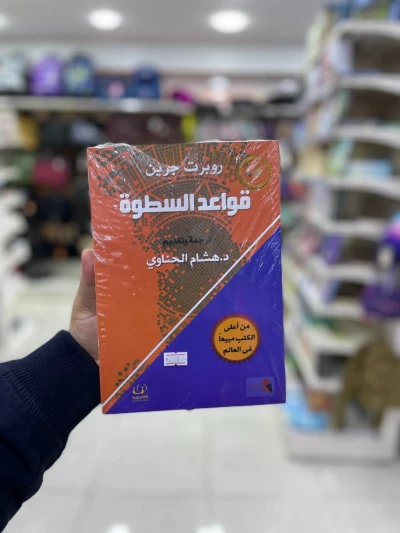 روبرت جرين
قواعد السطوة
ترجمة وتقديم
د. هشام الحناوي
من أعلى
الكتب مبيعاً
في العالم